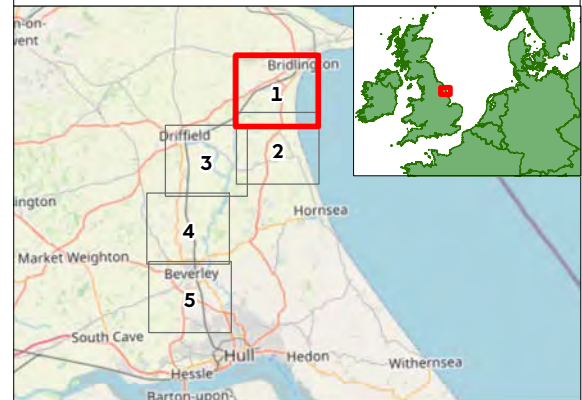 n-on-
vent
Bridlington
1
Driffield
2
3
ington
Hornsea
4
Market Weighton
Beverley
5
South Cave
Hull
Hedon
Withernsea
Hessle
Barton-upon-